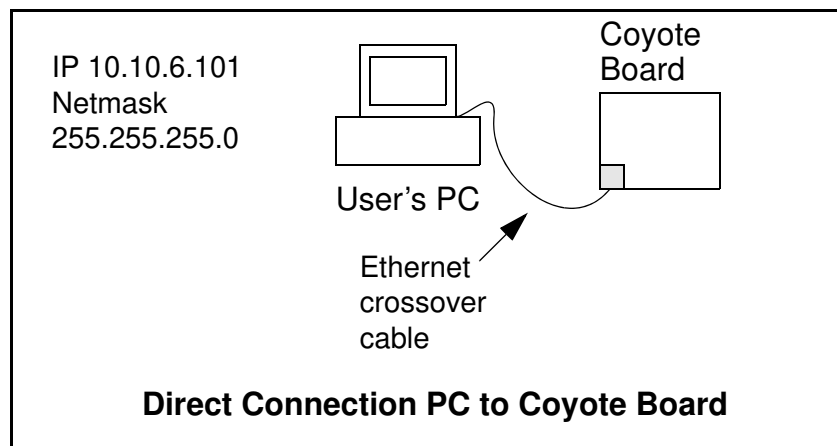 IP 10.10.6.101
Netmask
255.255.255.0
User's PC
Coyote
Board
Ethernet
crossover
cable
Direct Connection PC to Coyote Board